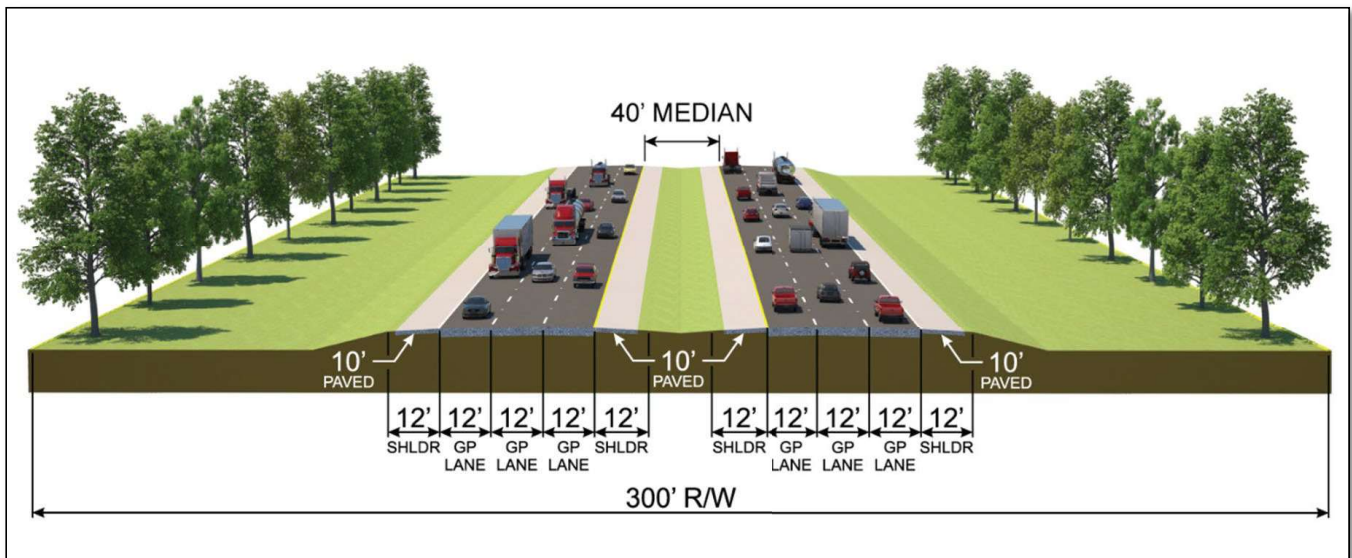 40' MEDIAN
10'
PAVED
10'
PAVED
10'
PAVED
12' 12' 12' 12' 12' 12' 12' 12' 12' 12'
SHLDR GP LANE GP LANE GP LANE SHLDR SHLDR GP LANE GP LANE GP LANE SHLDR
300' R/W